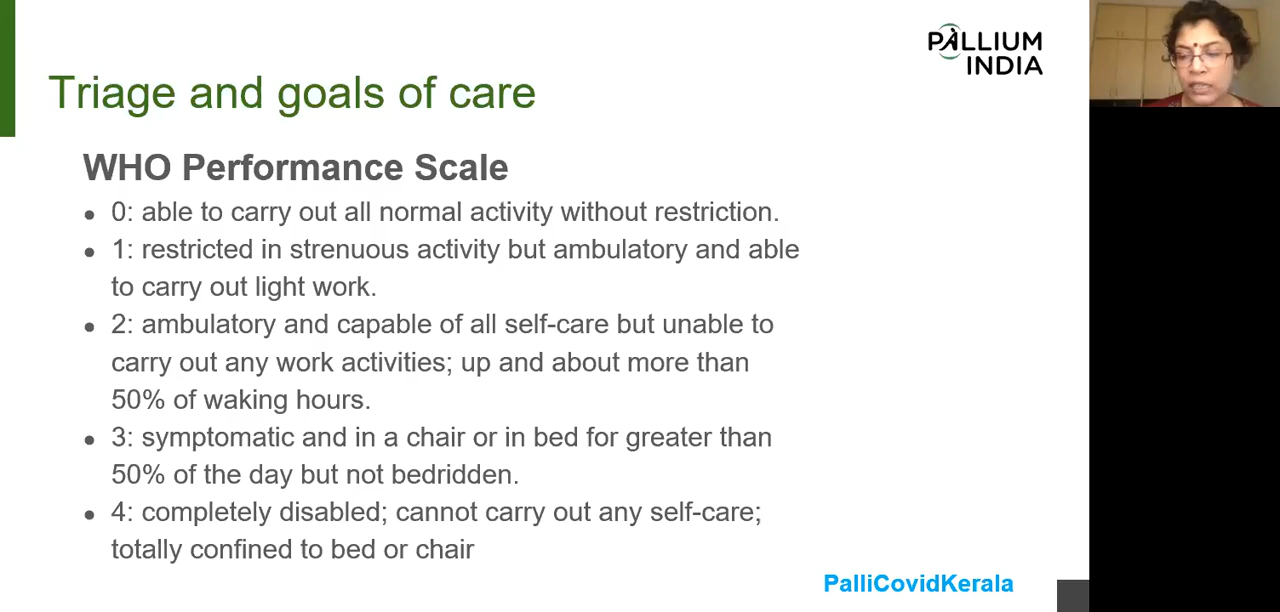 PALLIUM
INDIA
Triage and goals of care
WHO Performance Scale
• 0: able to carry out all normal activity without restriction.
• 1: restricted in strenuous activity but ambulatory and able
to carry out light work.
• 2: ambulatory and capable of all self-care but unable to
carry out any work activities; up and about more than
50% of waking hours.
• 3: symptomatic and in a chair or in bed for greater than
50% of the day but not bedridden.
• 4: completely disabled; cannot carry out any self-care;
totally confined to bed or chair
PalliCovidKerala